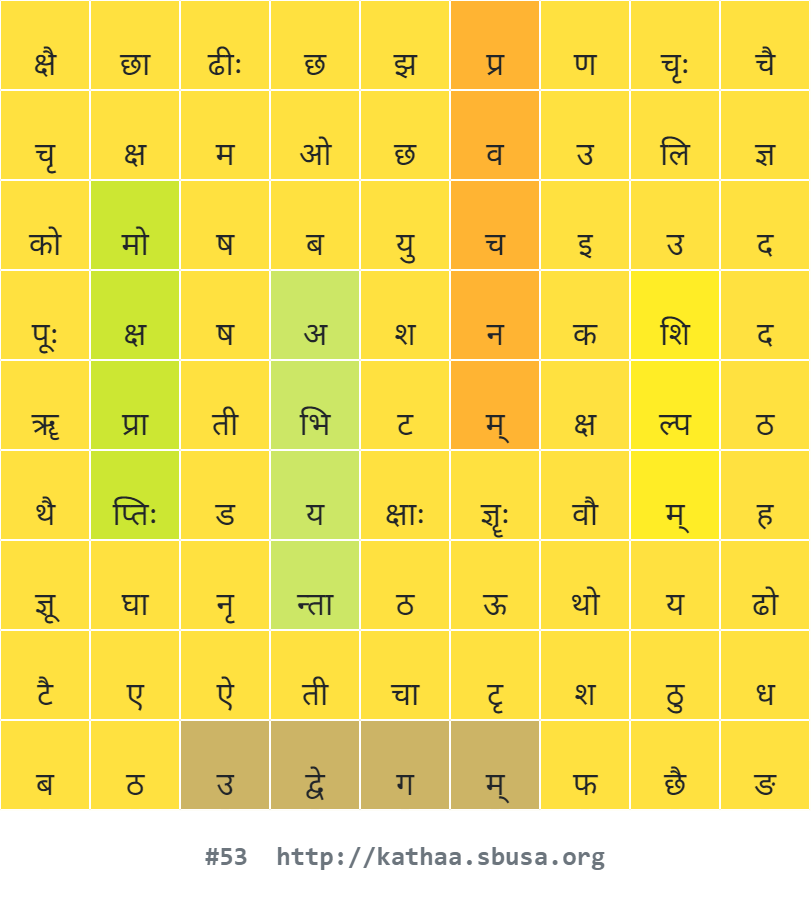 क्षै छा ढीः छ झ प्र ण चृः चै
चृ क्ष म ओ छ व उ लि ज्ञ
को मो ष ब यु च इ उ द
पूः क्ष ष अ श न क शि द
ॠ प्रा ती भि ट म् क्ष ल्प ठ
थै प्तिः ड य क्षाः ज्ञॄः वौ म् ह
ज्ञू घा नृ न्ता ठ ऊ थो य ढो
टै ए ऐ ती चा टृ श ठु ध
ब ठ उ द्वे ग म् फ छै ङ
#53 http://kathaa.sbusa.org